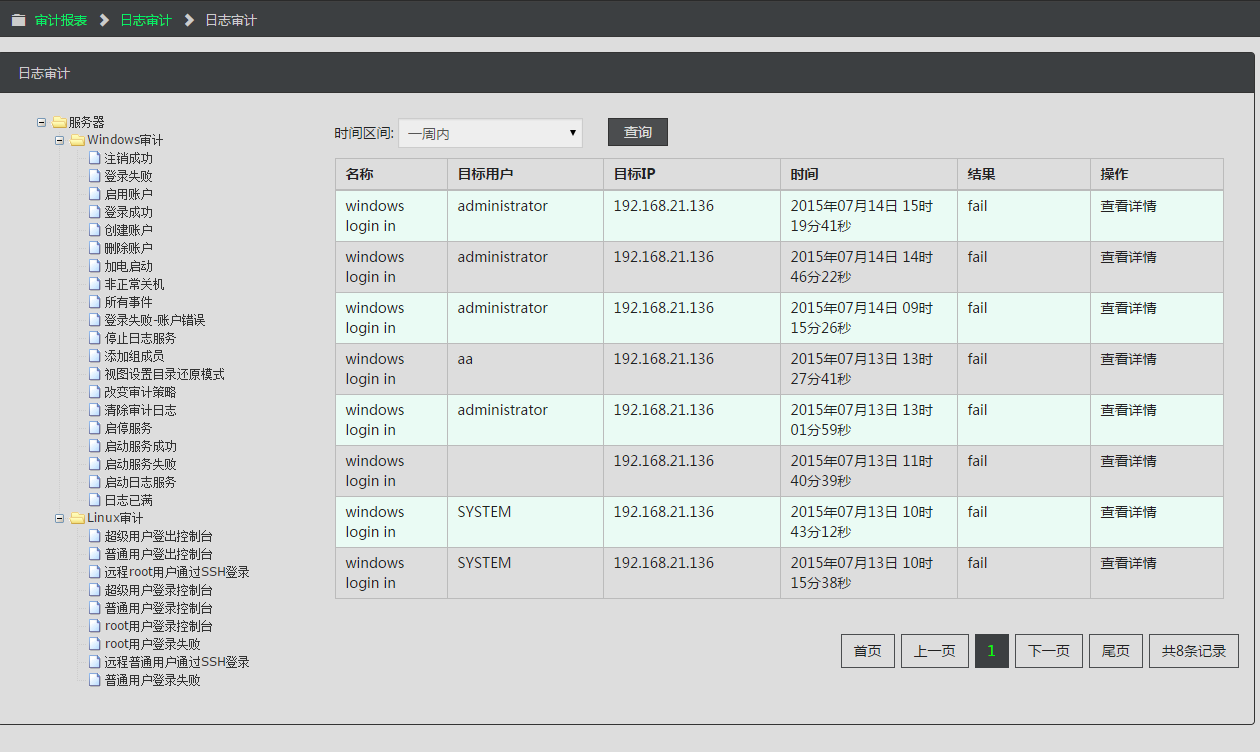 审计报表 日志审计 日志审计
日志审计
服务器
Windows审计
注销成功
登录失败
启用账户
登录成功
创建账户
删除账户
加电启动
非正常关机
所有事件
登录失败-账户错误
停止日志服务
添加组成员
视图设置目录还原模式
改变审计策略
清除审计日志
启停服务
启动服务成功
启动服务失败
启动日志服务
日志已满
Linux审计
超级用户登出控制台
普通用户登出控制台
远程root用户通过SSH登录
超级用户登录控制台
普通用户登录控制台
root用户登录控制台
root用户登录失败
远程普通用户通过SSH登录
普通用户登录失败
时间区间: 一周内 查询
名称 目标用户 目标IP 时间 结果 操作
windows administrator 192.168.21.136 2015年07月14日 15时 fail 查看详情
login in 19分41秒
windows administrator 192.168.21.136 2015年07月14日 14时 fail 查看详情
login in 46分22秒
windows administrator 192.168.21.136 2015年07月14日 09时 fail 查看详情
login in 15分26秒
windows aa 192.168.21.136 2015年07月13日 13时 fail 查看详情
login in 27分41秒
windows administrator 192.168.21.136 2015年07月13日 13时 fail 查看详情
login in 01分59秒
windows 192.168.21.136 2015年07月13日 11时 fail 查看详情
login in 40分39秒
windows SYSTEM 192.168.21.136 2015年07月13日 10时 fail 查看详情
login in 43分12秒
windows SYSTEM 192.168.21.136 2015年07月13日 10时 fail 查看详情
login in 15分38秒
首页 上一页 1 下一页 尾页 共8条记录